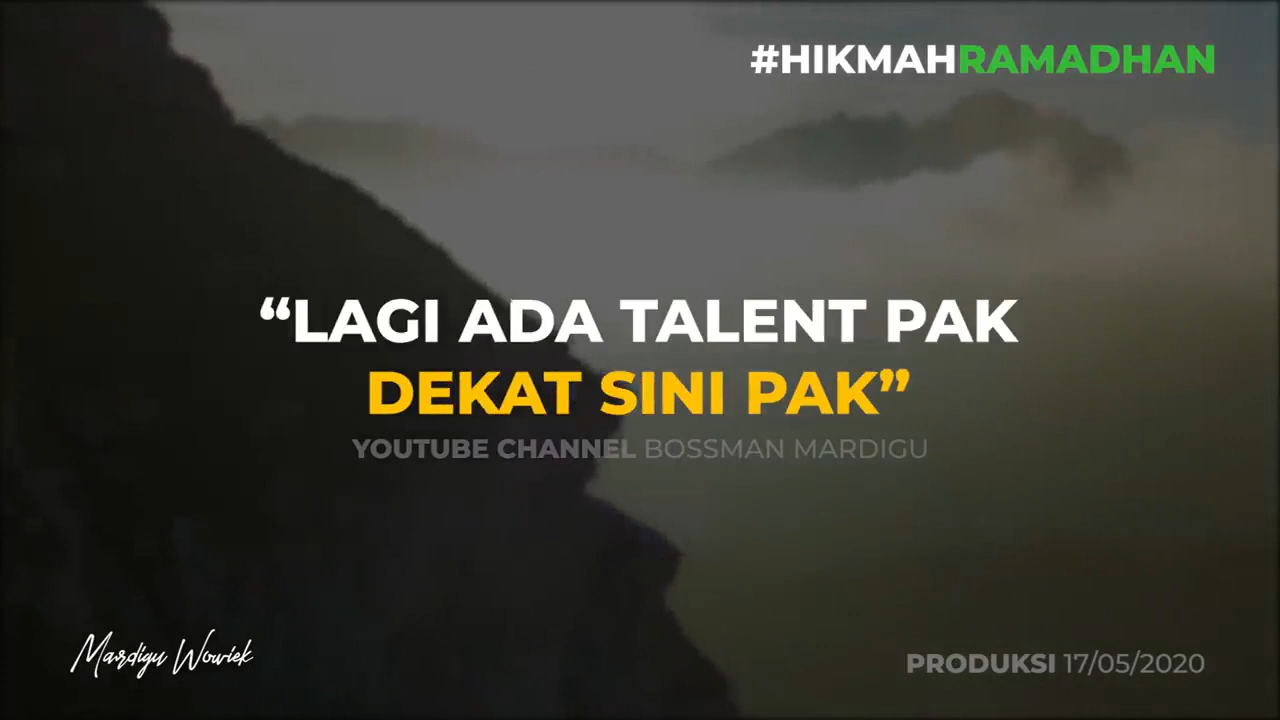 #HIKMAHRAMADHAN
“LAGI ADA TALENT PAK
DEKAT SINI PAK”
YOUTUBE CHANNEL BOSSMAN MARDIGU
Mardigu Wowiek
PRODUKSI 17/05/2020